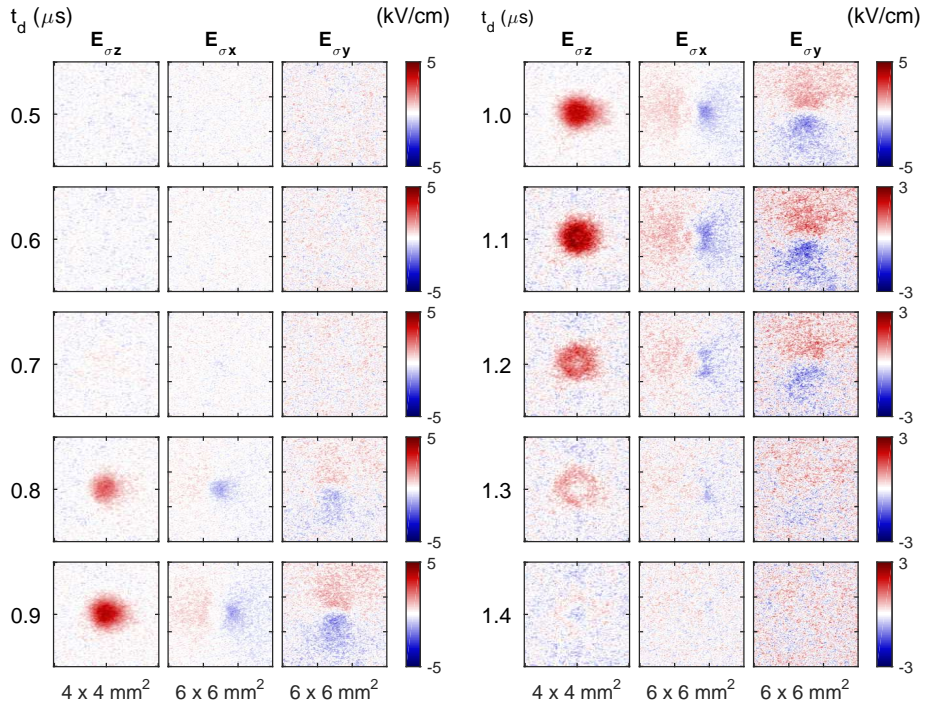 t_d (μs) (kV/cm)
E_σz E_σx E_σy
0.5 5 -5
0.6 5 -5
0.7 5 -5
0.8 5 -5
0.9 5 -5
4 x 4 mm² 6 x 6 mm² 6 x 6 mm²
t_d (μs) (kV/cm)
E_σz E_σx E_σy
1.0 5 -5
1.1 3 -3
1.2 3 -3
1.3 3 -3
1.4 3 -3
4 x 4 mm² 6 x 6 mm² 6 x 6 mm²